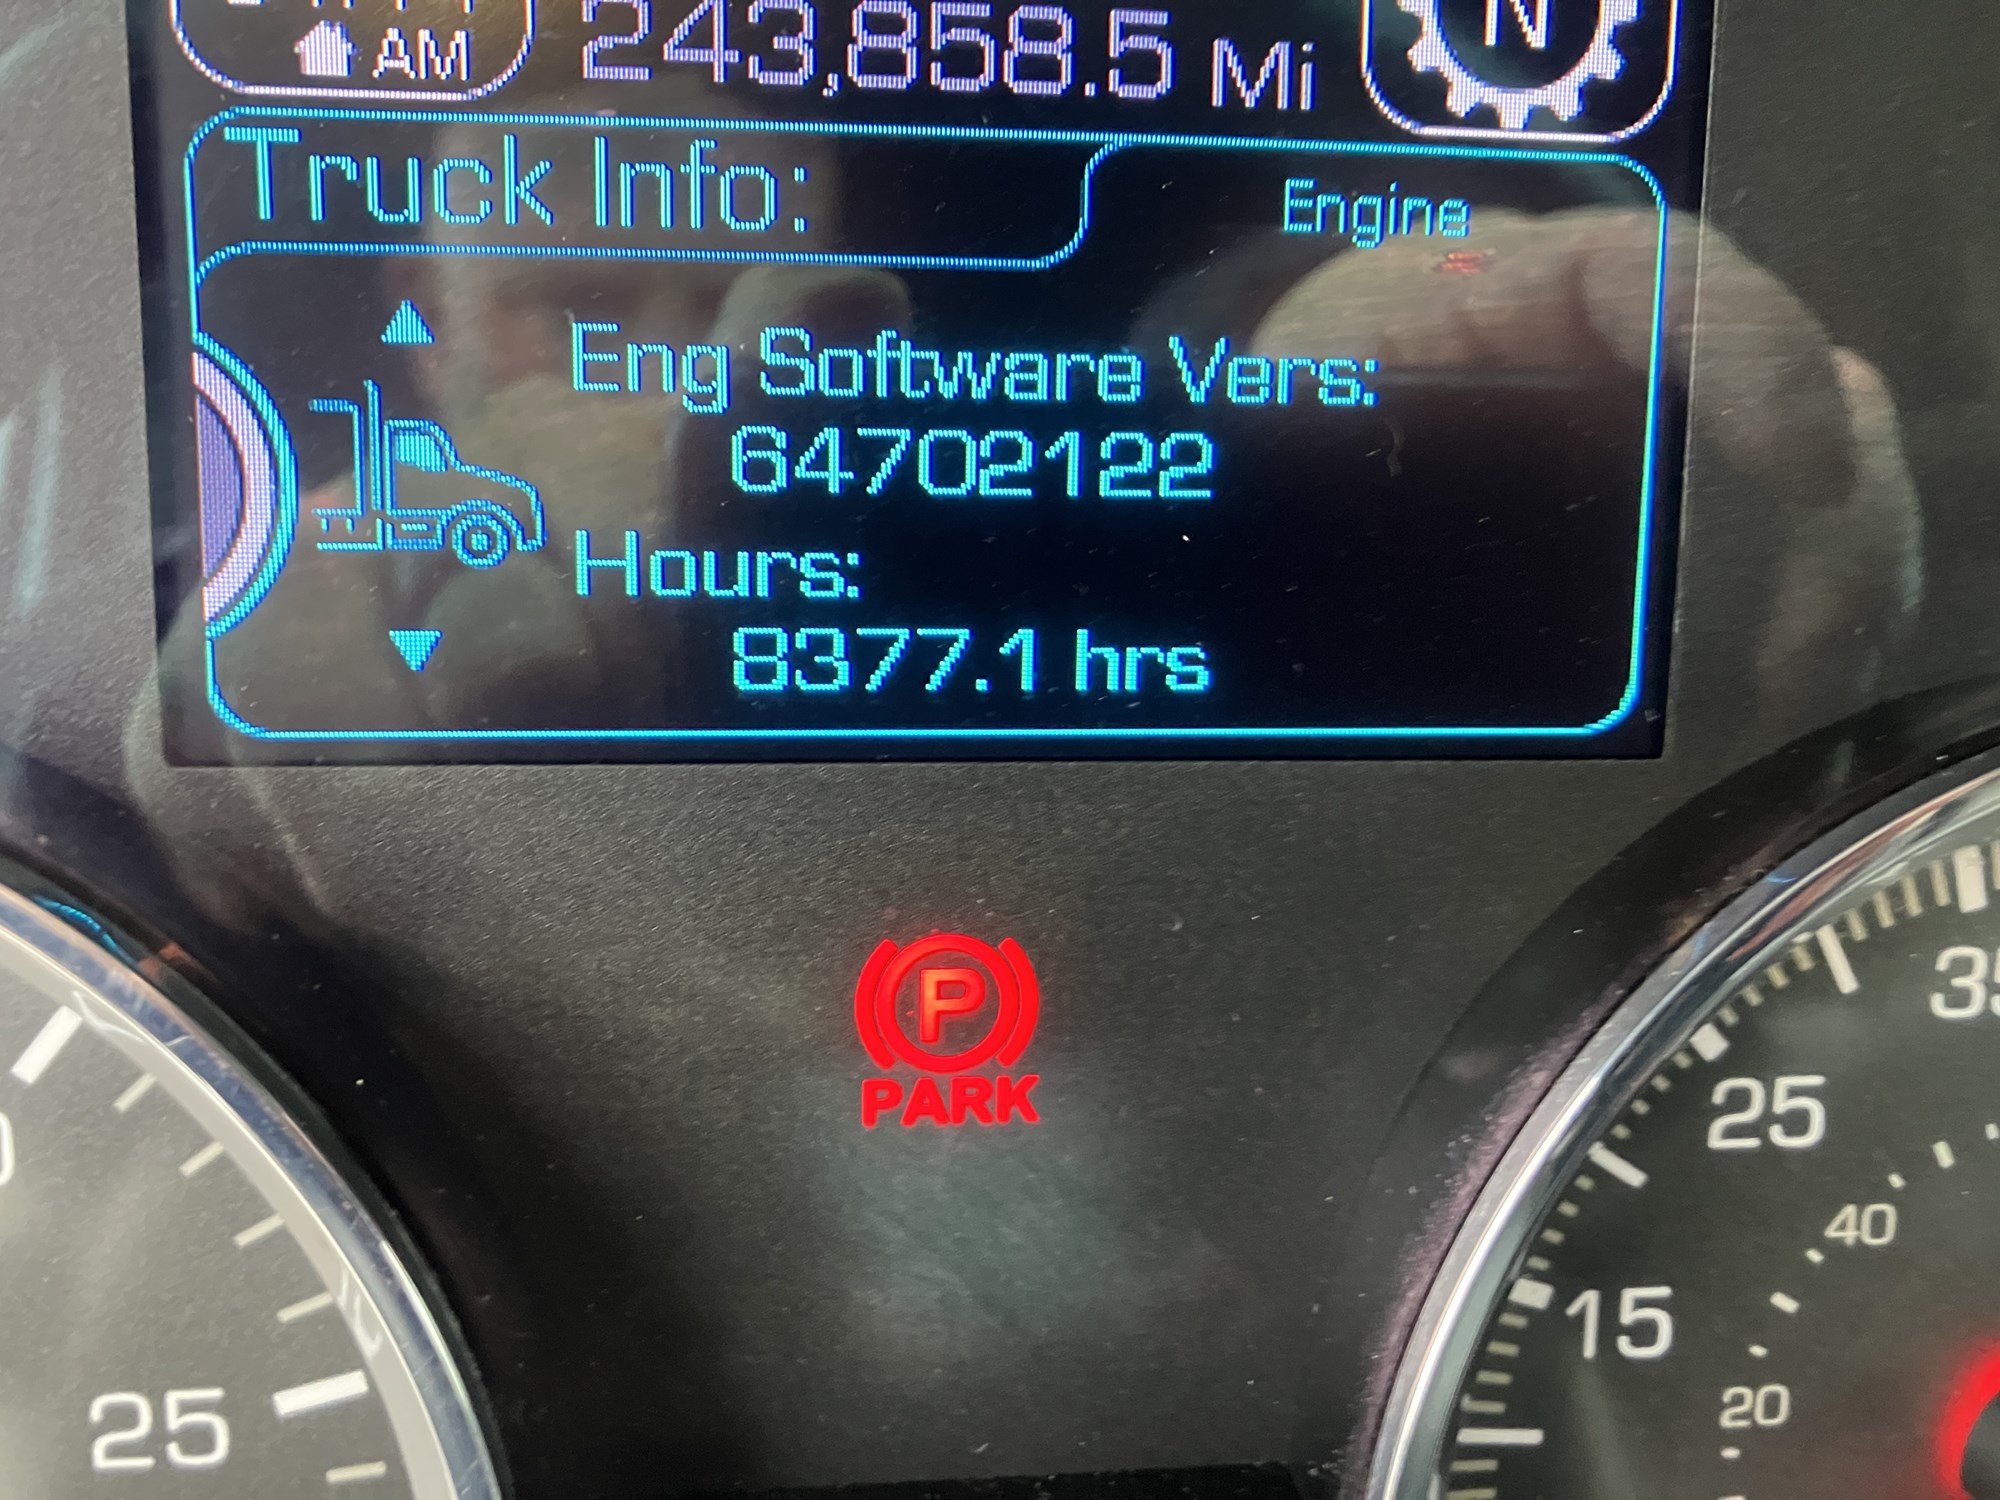 AM
243,858.5 Mi
N
Truck Info:
Engine
Eng Software Vers:
64702122
Hours:
8377.1 hrs
P
PARK
25
35
25
15
40
20